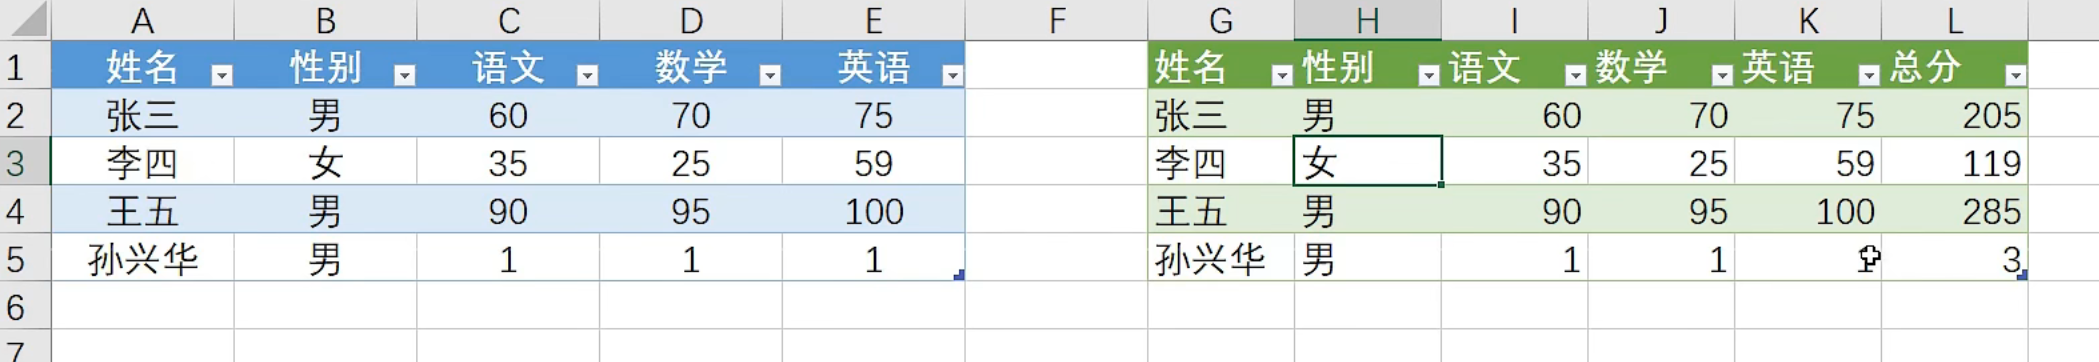 A B C D E F G H I J K L
1 姓名 性别 语文 数学 英语 姓名 性别 语文 数学 英语 总分
2 张三 男 60 70 75 张三 男 60 70 75 205
3 李四 女 35 25 59 李四 女 35 25 59 119
4 王五 男 90 95 100 王五 男 90 95 100 285
5 孙兴华 男 1 1 1 孙兴华 男 1 1 1 3
6
7